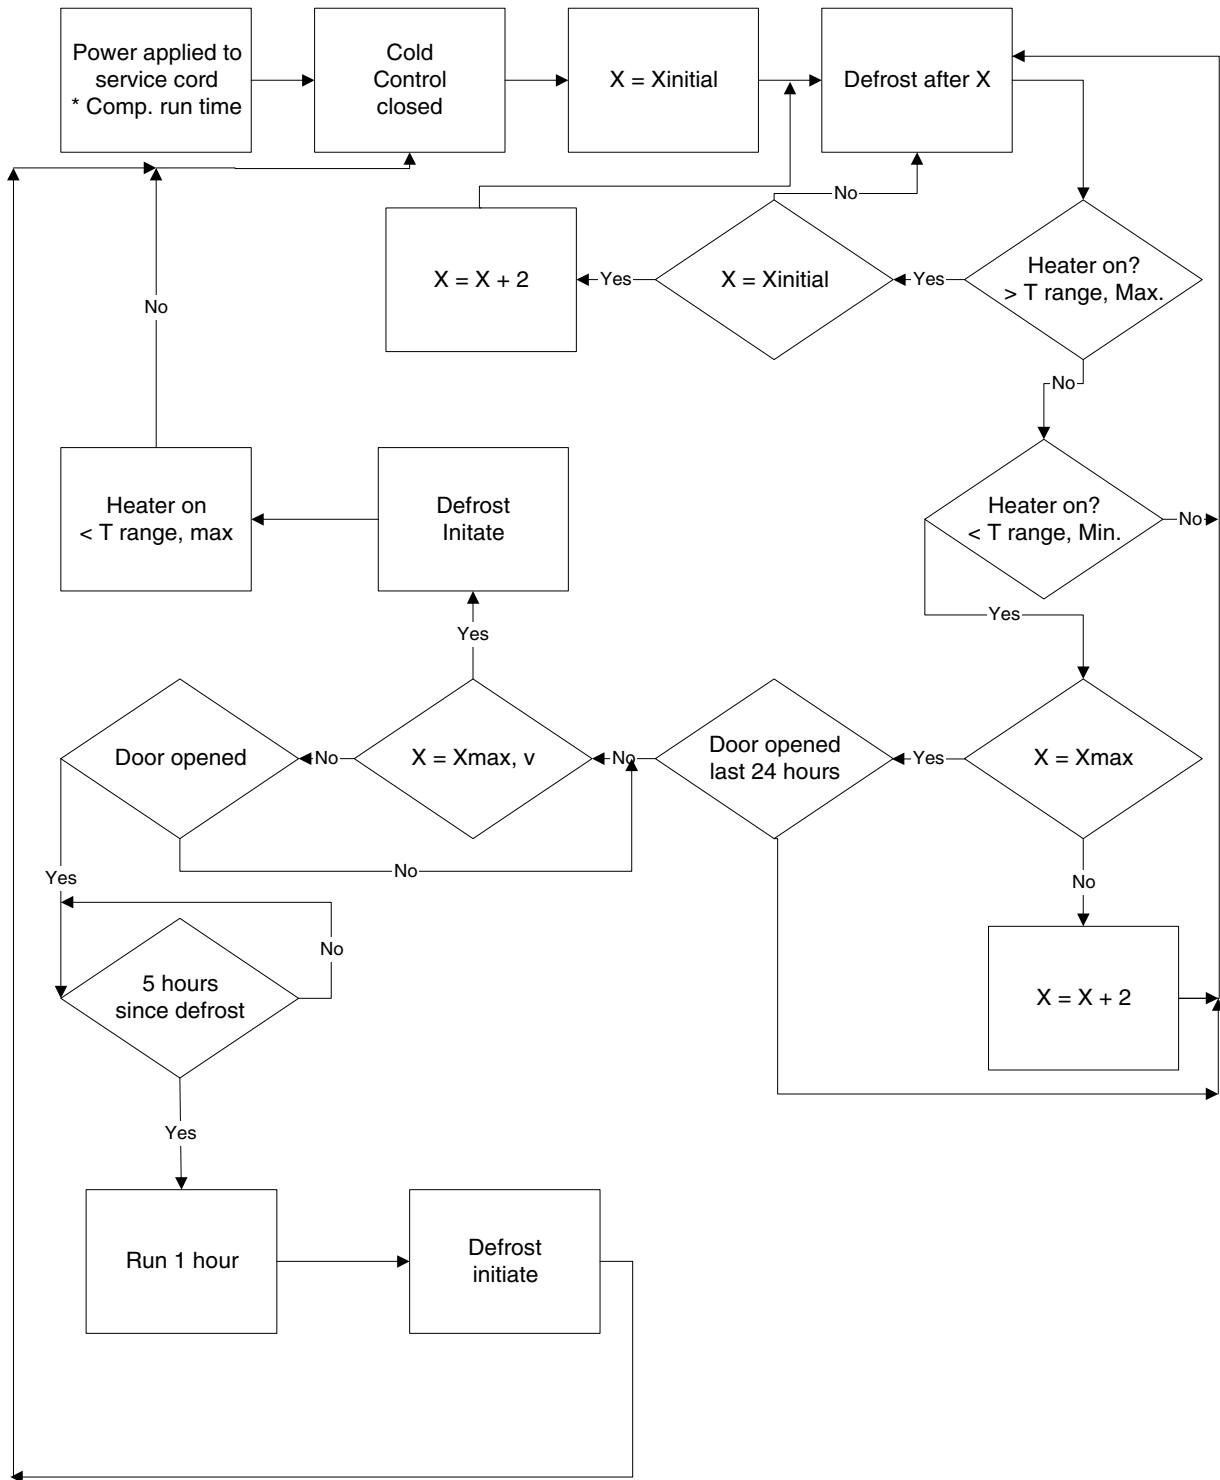 Power applied to
service cord
* Comp. run time
Cold
Control
closed
X = Xinitial
Defrost after X
No
X = X + 2
Yes
X = Xinitial
Yes
Heater on?
> T range, Max.
No
No
Heater on
< T range, max
Defrost
Initate
Heater on?
< T range, Min.
No
Yes
Yes
Door opened
No
X = Xmax, v
No
Door opened
last 24 hours
Yes
X = Xmax
No
Yes
No
No
5 hours
since defrost
X = X + 2
Yes
Run 1 hour
Defrost
initiate